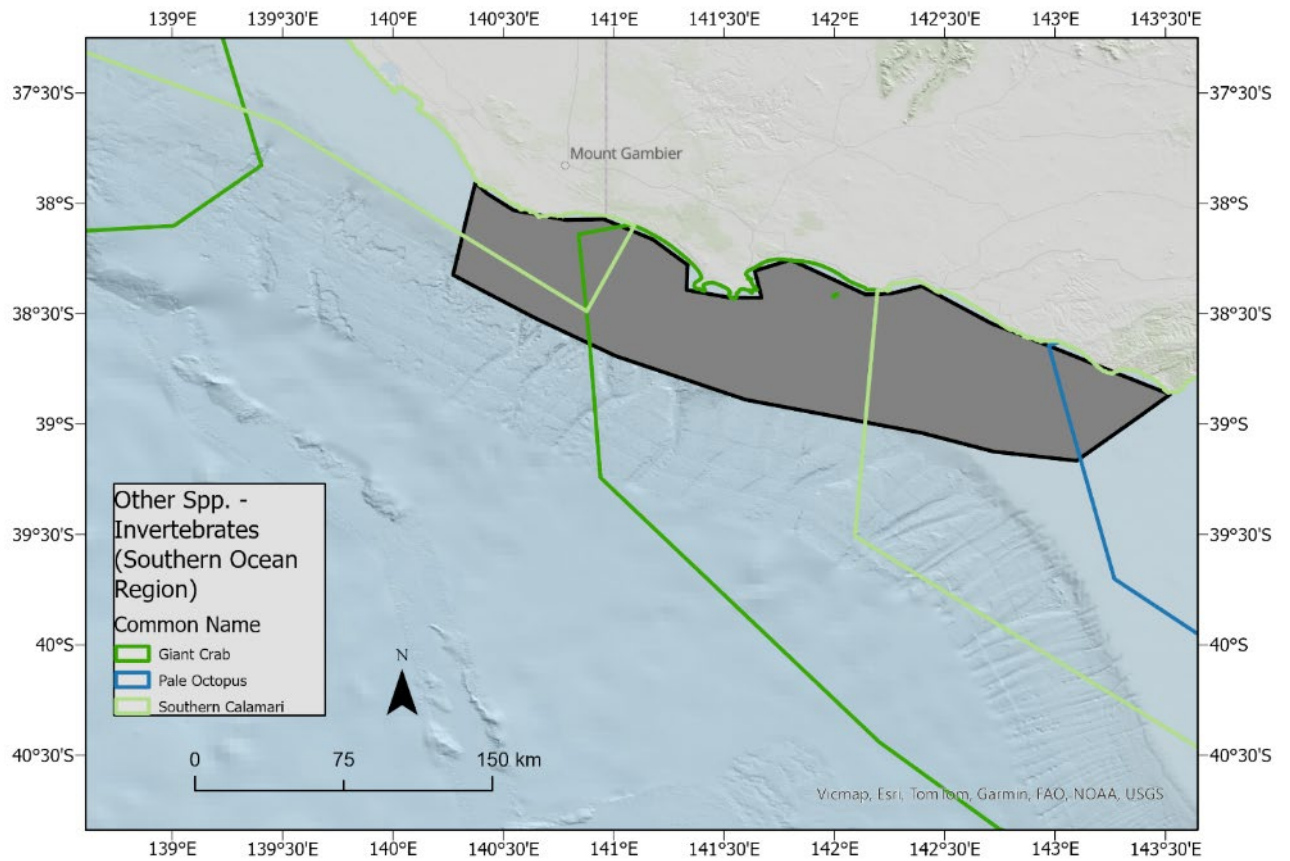 139°E 139°30'E 140°E 140°30'E 141°E 141°30'E 142°E 142°30'E 143°E 143°30'E
37°30'S 37°30'S
Mount Gambier
38°S 38°S
38°30'S 38°30'S
39°S 39°S
39°30'S 39°30'S
40°S 40°S
40°30'S 40°30'S
Other Spp. -
Invertebrates
(Southern Ocean
Region)
Common Name
Giant Crab
Pale Octopus
Southern Calamari
N
0 75 150 km
Vicmap, Esri, TomTom, Garmin, FAO, NOAA, USGS
139°E 139°30'E 140°E 140°30'E 141°E 141°30'E 142°E 142°30'E 143°E 143°30'E